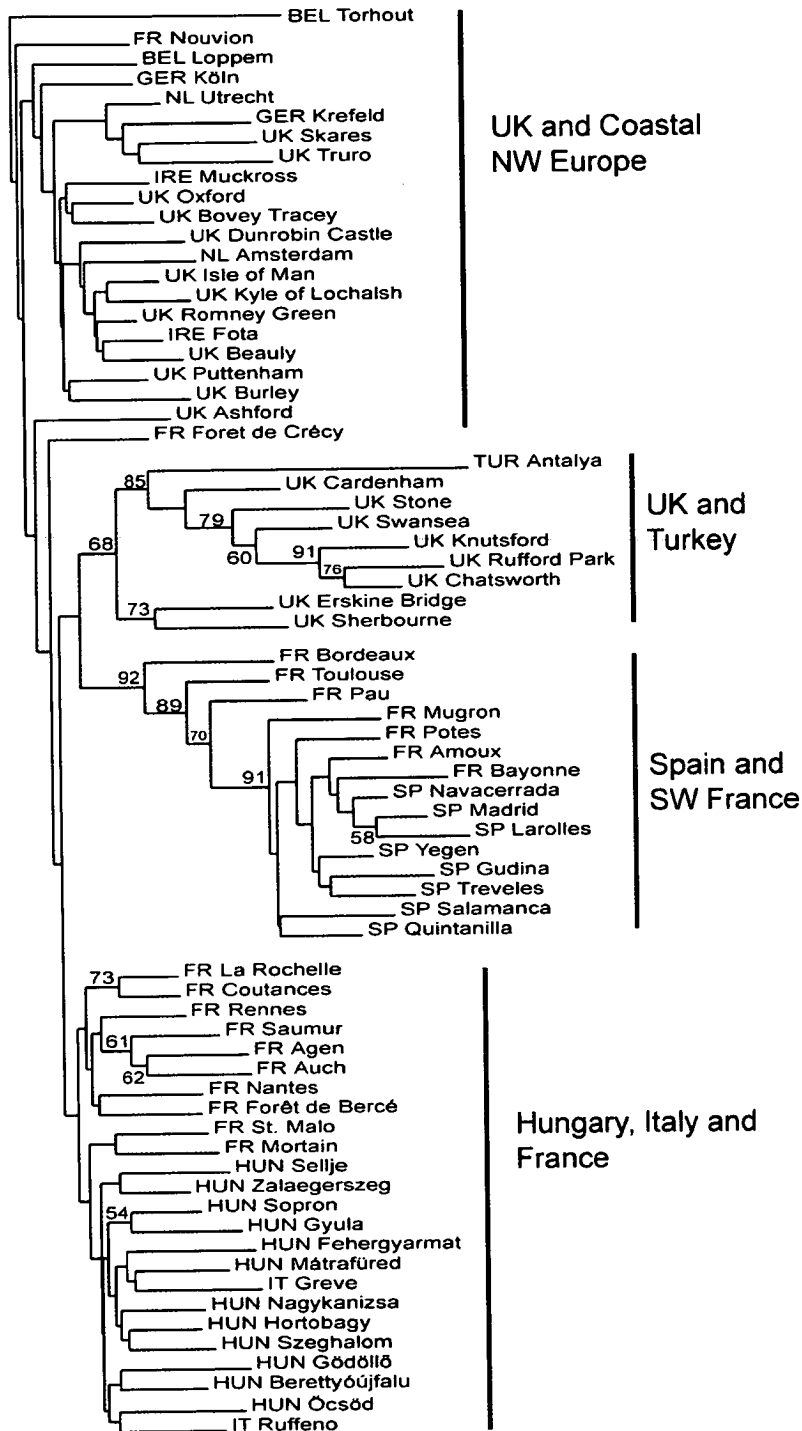 BEL Torhout
FR Nouvion
BEL Loppem
GER Köln
NL Utrecht
GER Krefeld
UK Skares
UK Truro
IRE Muckross
UK Oxford
UK Bovey Tracey
UK Dunrobin Castle
NL Amsterdam
UK Isle of Man
UK Kyle of Lochalsh
UK Romney Green
IRE Fota
UK Beauly
UK Puttenham
UK Burley
UK Ashford
FR Foret de Crécy
UK and Coastal
NW Europe
TUR Antalya
85
UK Cardenham
UK Stone
79
UK Swansea
60
UK Knutsford
91
UK Rufford Park
76
UK Chatsworth
68
UK Erskine Bridge
73
UK Sherbourne
UK and
Turkey
FR Bordeaux
92
FR Toulouse
89
FR Pau
70
FR Mugron
91
FR Potes
FR Amoux
FR Bayonne
SP Navacerrada
SP Madrid
58
SP Larolles
SP Yegen
SP Gudina
SP Treveles
SP Salamanca
SP Quintanilla
Spain and
SW France
73
FR La Rochelle
FR Coutances
FR Rennes
FR Saumur
61
FR Agen
62
FR Auch
FR Nantes
FR Forêt de Bercé
FR St. Malo
FR Mortain
HUN Sellje
HUN Zalaegerszeg
54
HUN Sopron
HUN Gyula
HUN Fehergyarmat
HUN Mátrafüred
IT Greve
HUN Nagykanizsa
HUN Hortobagy
HUN Szeghalom
HUN Gödöllõ
HUN Berettyóújfalu
HUN Öcsöd
IT Ruffeno
Hungary, Italy and
France